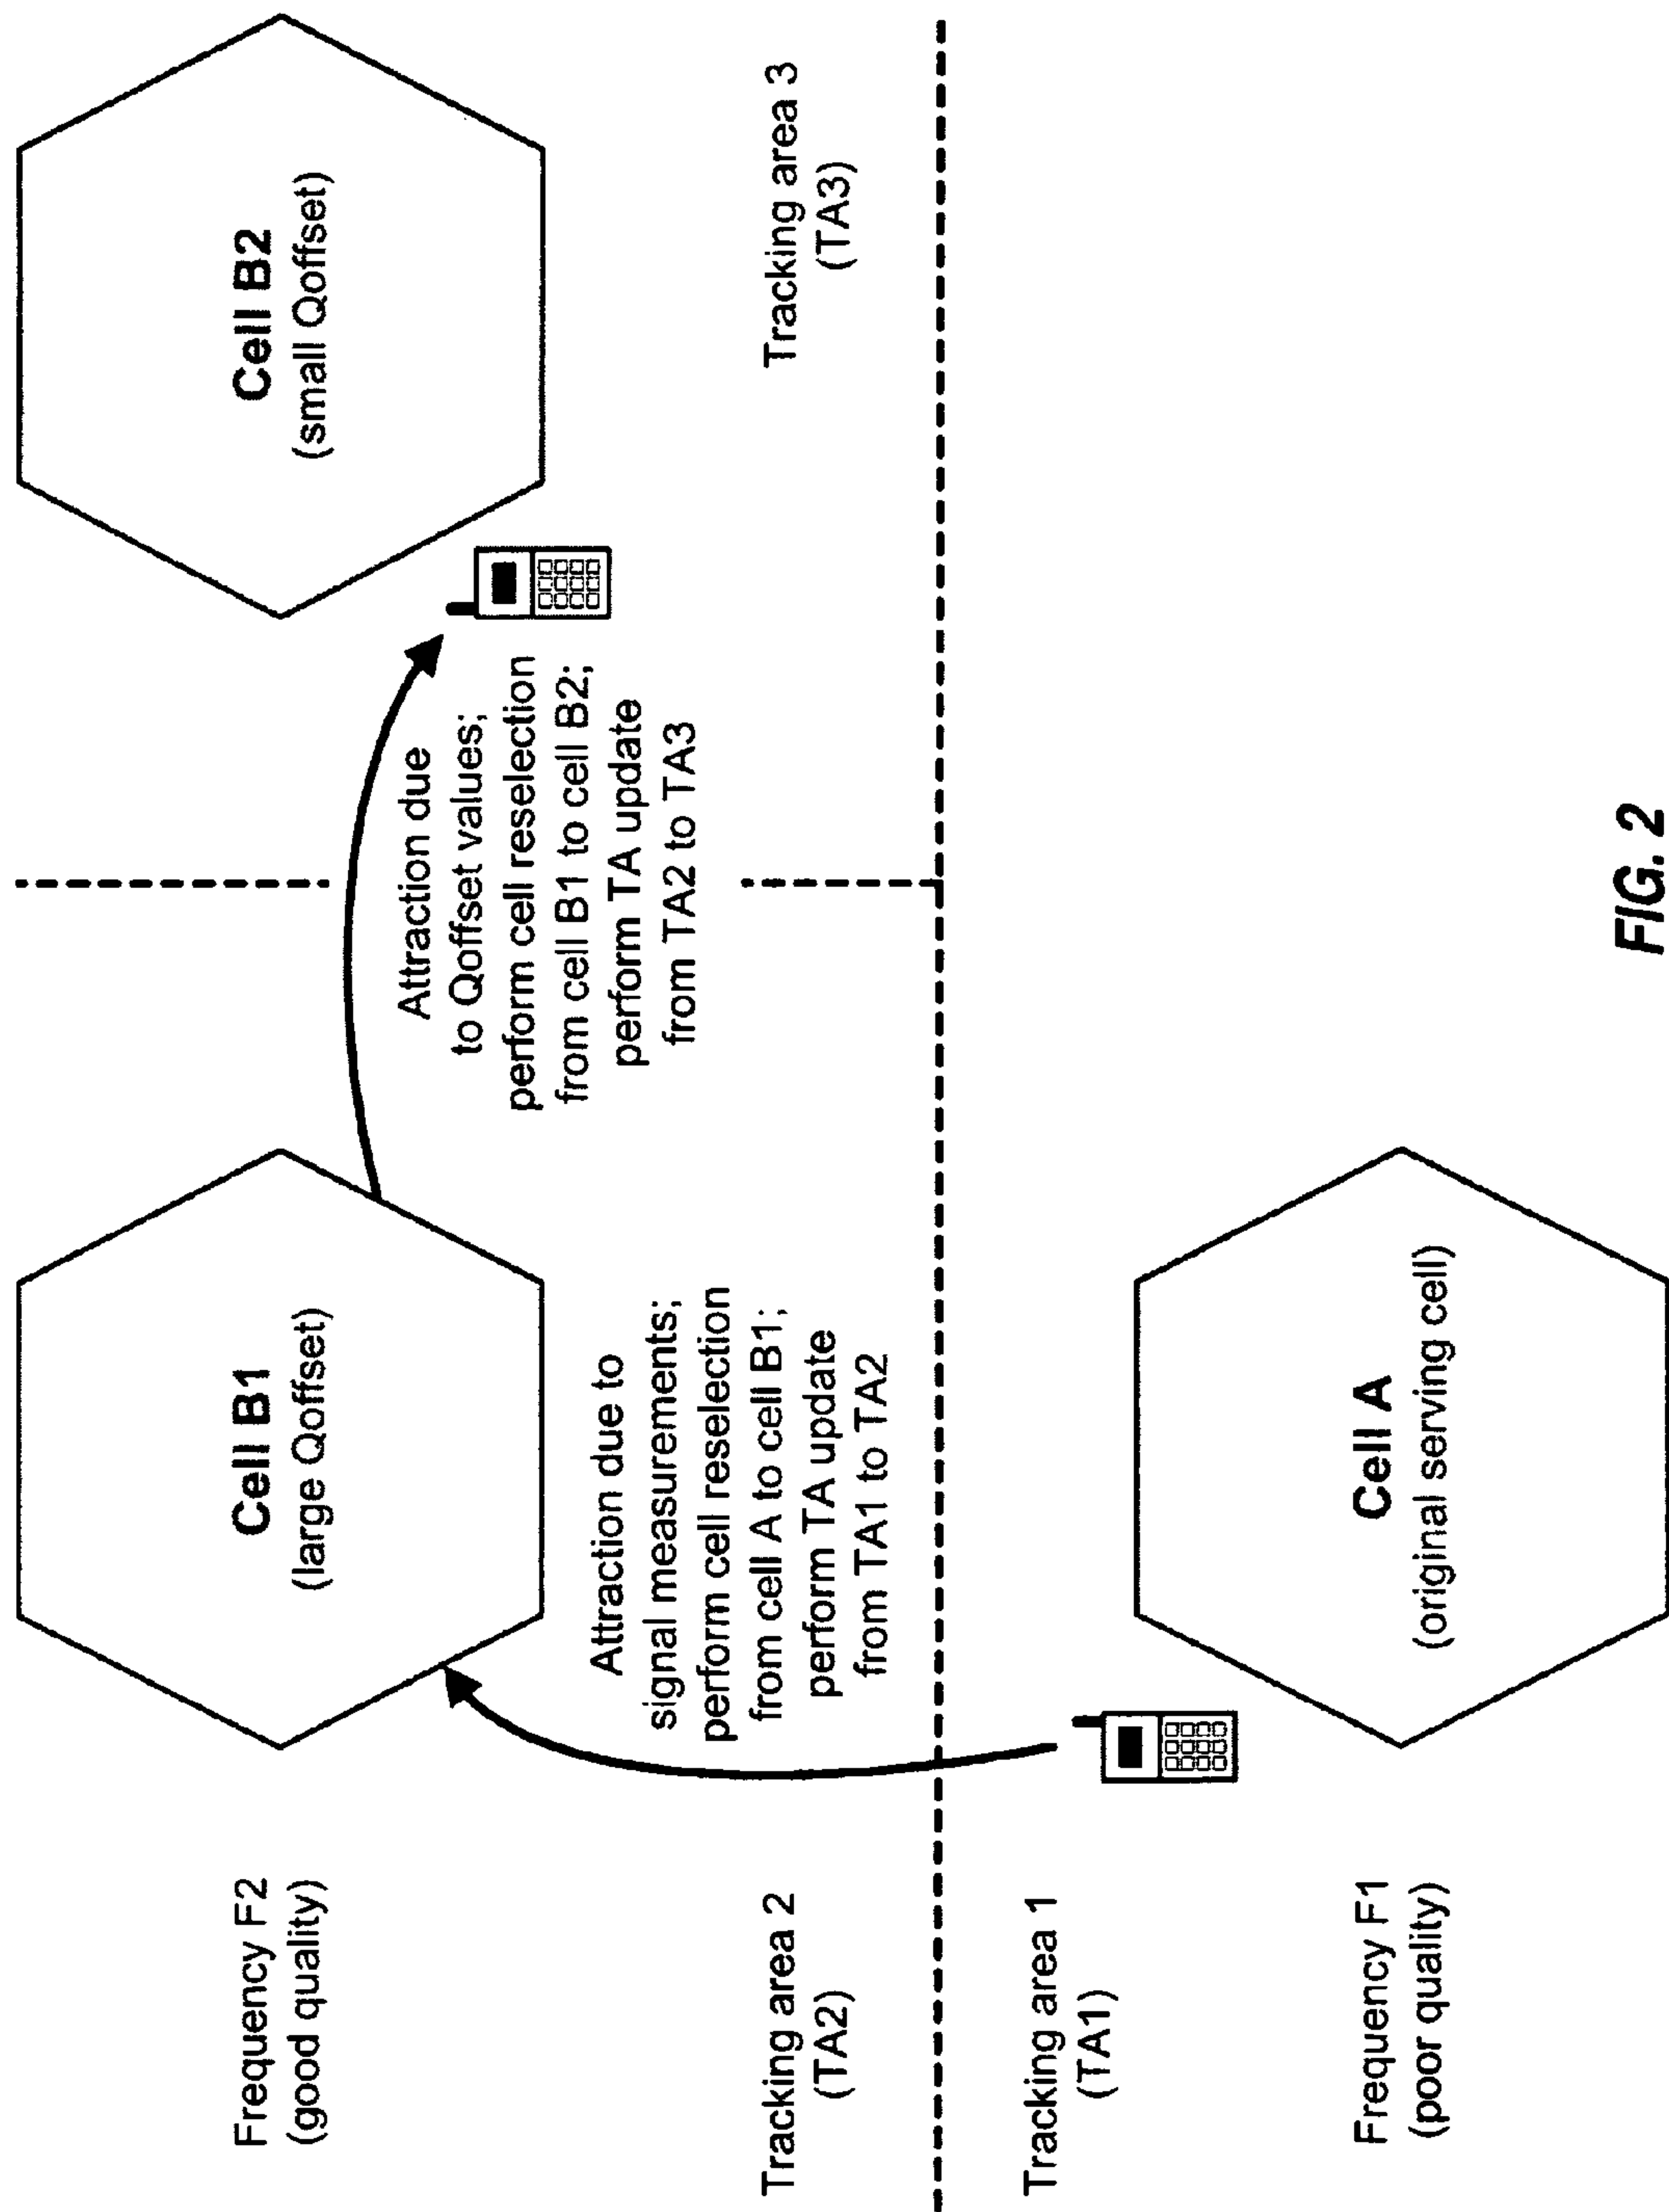 Frequency F2
(good quality)
Cell B1
(large Qoffset)
Cell B2
(small Qoffset)
Attraction due
to Qoffset values;
perform cell reselection
from cell B1 to cell B2;
perform TA update
from TA2 to TA3
Attraction due to
signal measurements;
perform cell reselection
from cell A to cell B1;
perform TA update
from TA1 to TA2
Tracking area 2
(TA2)
Tracking area 3
(TA3)
Tracking area 1
(TA1)
Frequency F1
(poor quality)
Cell A
(original serving cell)
FIG. 2